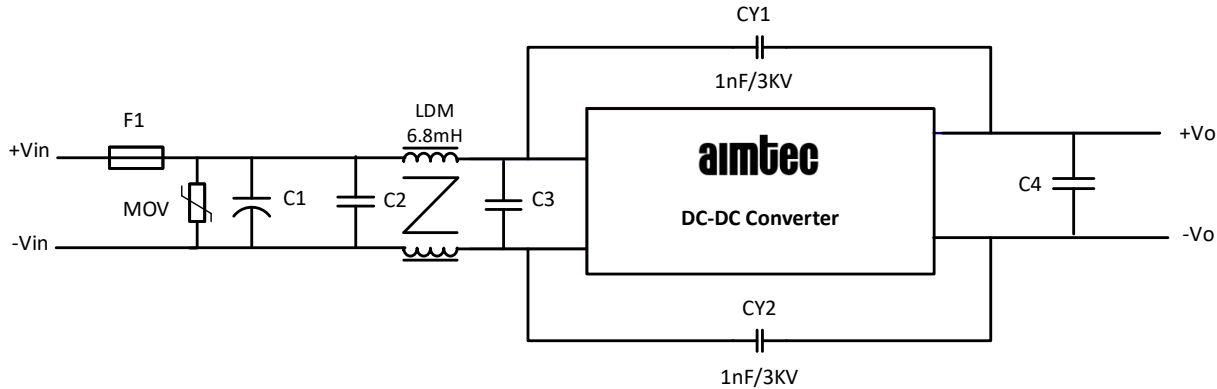 CY1
1nF/3KV
LDM
6.8mH
F1
+Vin
MOV
C1
C2
C3
-Vin
aimtec
DC-DC Converter
+Vo
C4
-Vo
CY2
1nF/3KV